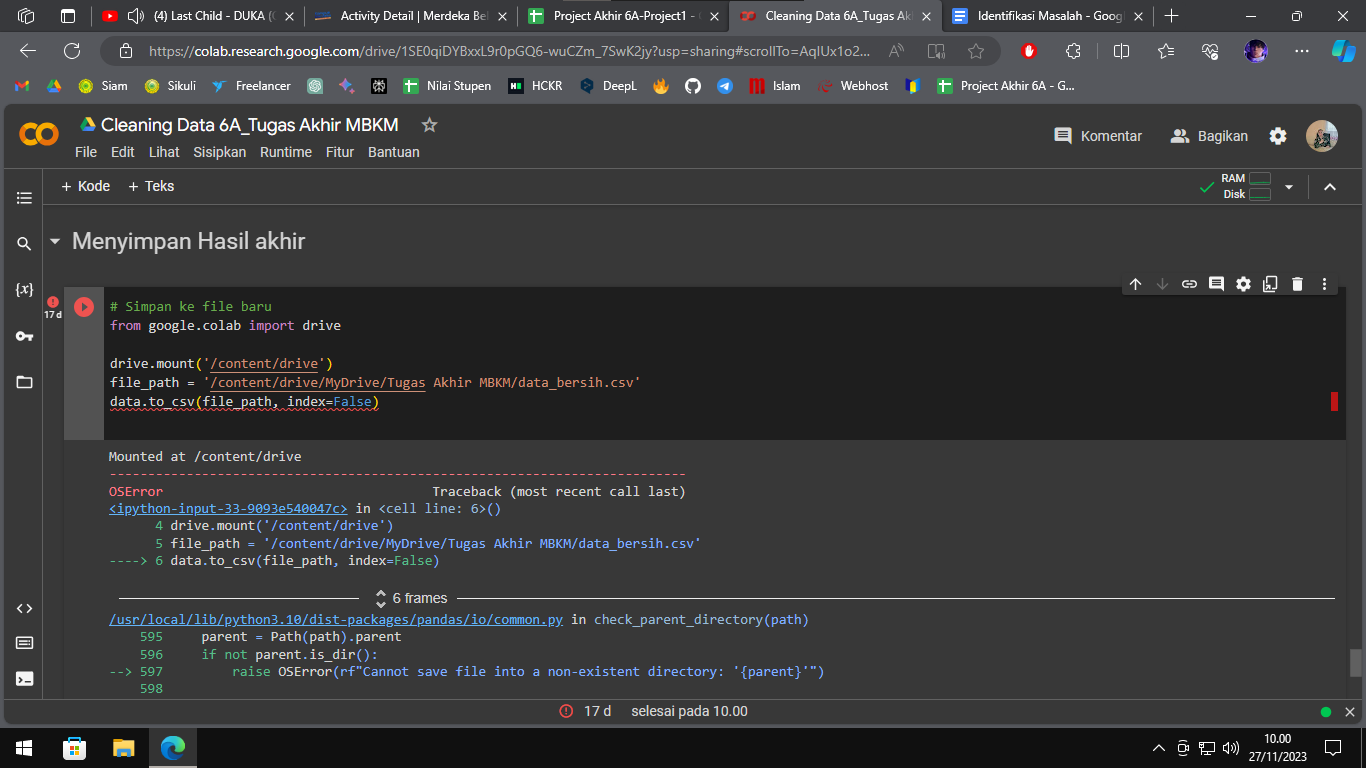 (4) Last Child - DUKA (
Activity Detail | Merdeka Bel
Project Akhir 6A-Project1 -
Cleaning Data 6A_Tugas Ak
Identifikasi Masalah - Goog
https://colab.research.google.com/drive/1SE0qiDYBxxL9r0pGQ6-wuCZm_7SwK2jy?usp=sharing#scrollTo=AqIUx1o2...
Siam
Sikuli
Freelancer
Nilai Stupen
HCKR
DeepL
Islam
Webhost
Project Akhir 6A - G...
Cleaning Data 6A_Tugas Akhir MBKM
Komentar
Bagikan
File Edit Lihat Sisipkan Runtime Fitur Bantuan
+ Kode + Teks
RAM
Disk
Menyimpan Hasil akhir
17 d
# Simpan ke file baru
from google.colab import drive
drive.mount('/content/drive')
file_path = '/content/drive/MyDrive/Tugas Akhir MBKM/data_bersih.csv'
data.to_csv(file_path, index=False)
Mounted at /content/drive
---------------------------------------------------------------------------
OSError Traceback (most recent call last)
<ipython-input-33-9093e540047c> in <cell line: 6>()
4 drive.mount('/content/drive')
5 file_path = '/content/drive/MyDrive/Tugas Akhir MBKM/data_bersih.csv'
----> 6 data.to_csv(file_path, index=False)
6 frames
/usr/local/lib/python3.10/dist-packages/pandas/io/common.py in check_parent_directory(path)
595 parent = Path(path).parent
596 if not parent.is_dir():
--> 597 raise OSError(rf"Cannot save file into a non-existent directory: '{parent}'")
598
17 d selesai pada 10.00
10.00
27/11/2023